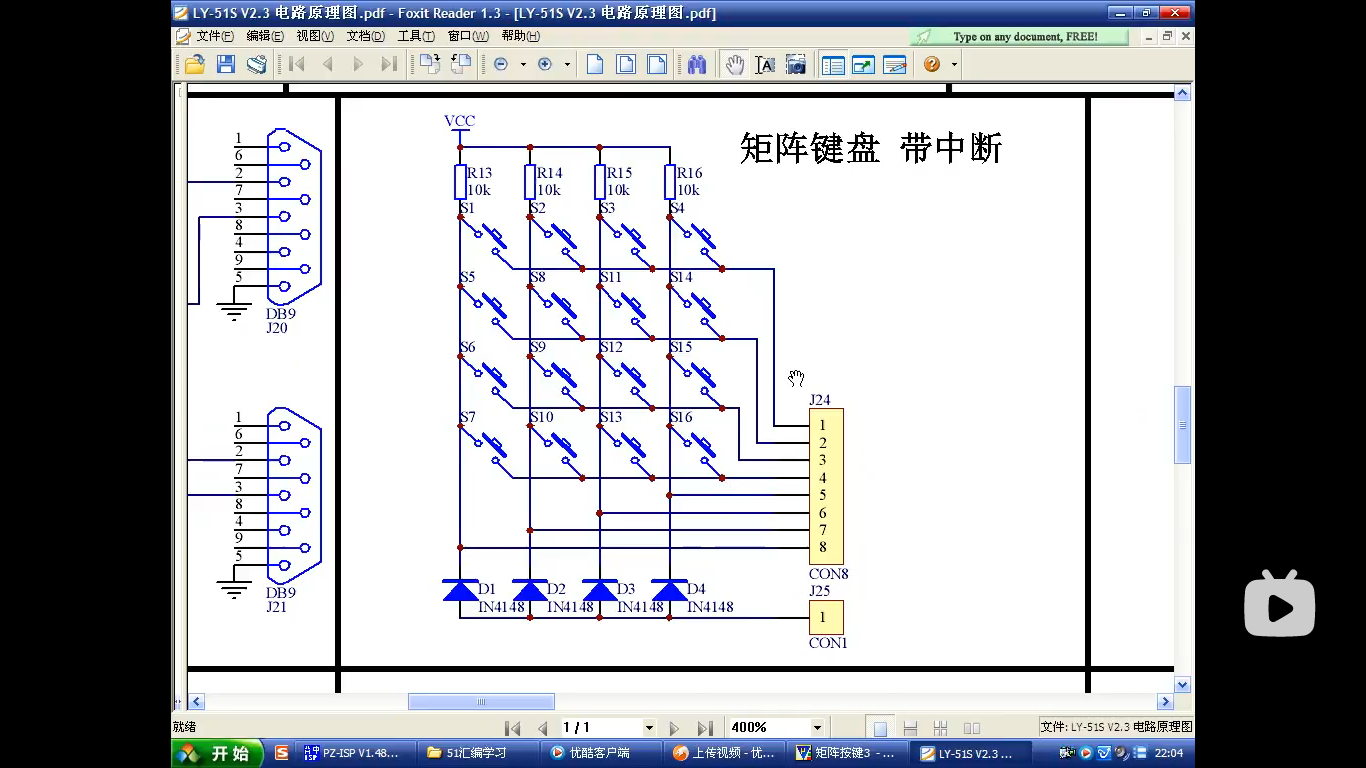 LY-51S V2.3 电路原理图.pdf - Foxit Reader 1.3 - [LY-51S V2.3 电路原理图.pdf]
文件(F) 编辑(E) 视图(V) 文档(D) 工具(T) 窗口(W) 帮助(H)
Type on any document, FREE!
矩阵键盘 带中断
VCC
R13 R14 R15 R16
10k 10k 10k 10k
S1 S2 S3 S4
S5 S8 S11 S14
S6 S9 S12 S15
S7 S10 S13 S16
1
6
2
7
3
8
4
9
5
DB9
J20
1
6
2
7
3
8
4
9
5
DB9
J21
J24
1
2
3
4
5
6
7
8
CON8
D1 D2 D3 D4
IN4148 IN4148 IN4148 IN4148
J25
1
CON1
就绪
1 / 1
400%
文件: LY-51S V2.3 电路原理图
开始
PZ-ISP V1.48...
51汇编学习
优酷客户端
上传视频 - 优...
矩阵按键3 - ...
LY-51S V2.3 ...
22:04